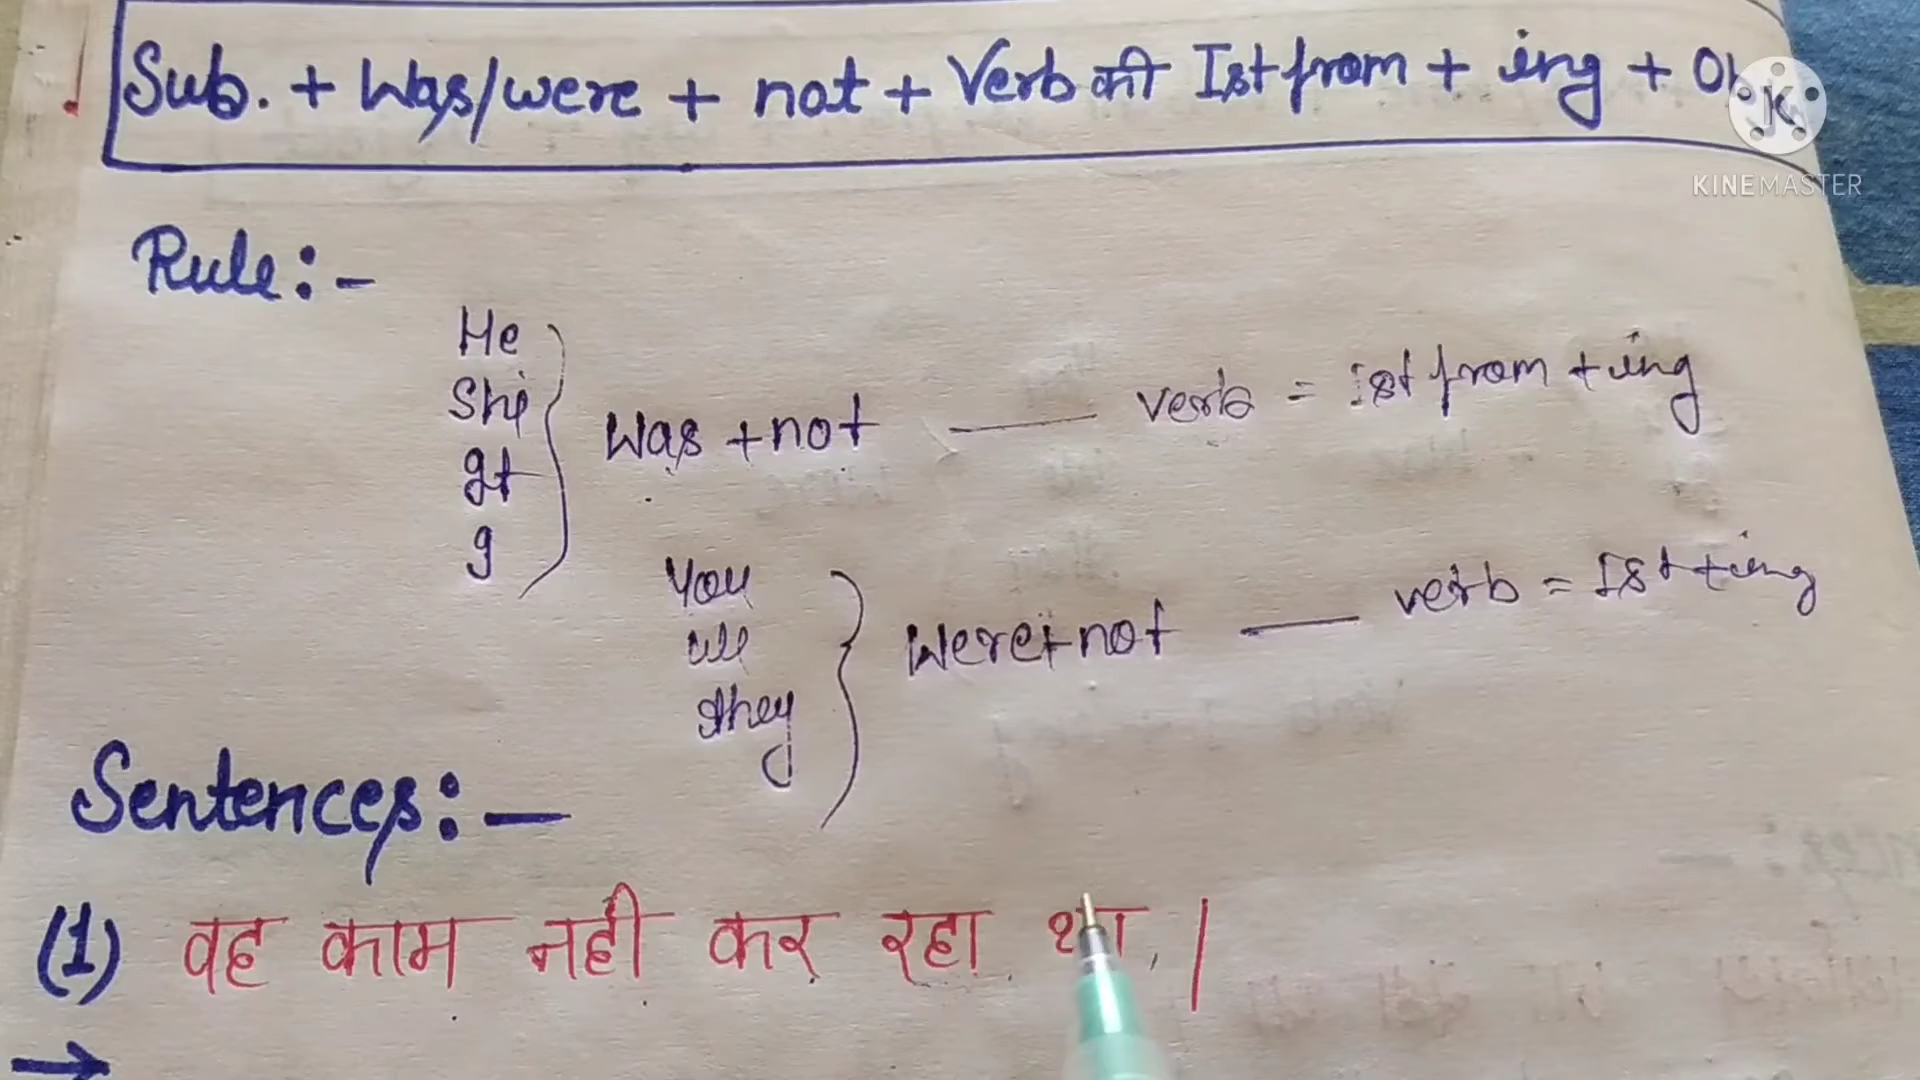 Sub. + Was/were + not + Verb की Ist from + ing +
KINEMASTER
Rule:-
He
She
It
I
Was + not — verb = Ist from + ing
You
we
they
Were + not — verb = Ist + ing
Sentences:-
(1) वह काम नही कर रहा था।
→